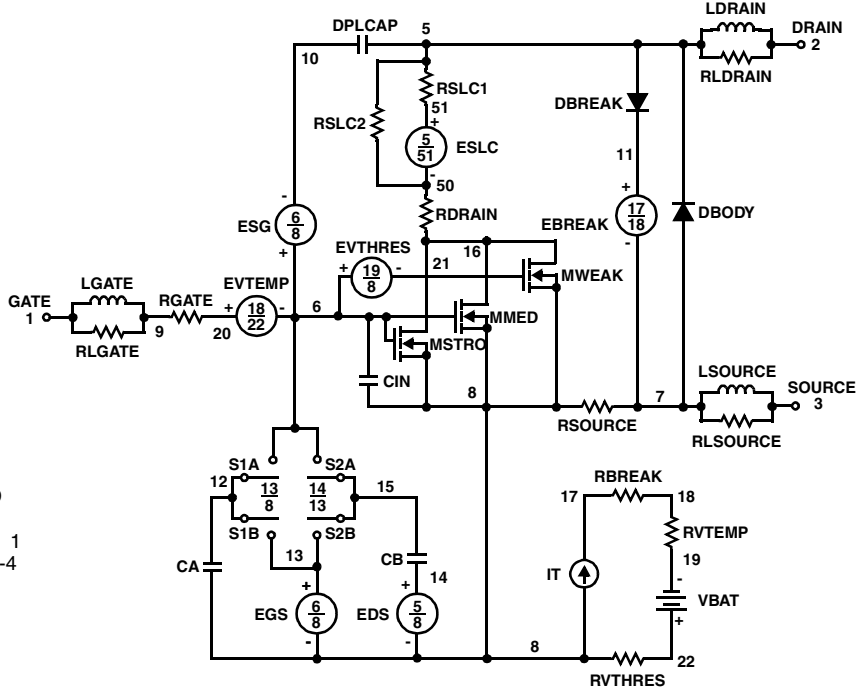 LDRAIN
DPLCAP 5 DRAIN
2
10
RLDRAIN
RSLC1
51
DBREAK
+
RSLC2
5
51
ESLC
11
-
50
- +
RDRAIN
17
18
DBODY
ESG 6
8
EBREAK
EVTHRES
+ 16
21
-
+ 19
8
- MWEAK
LGATE EVTEMP
GATE RGATE + - 6
1
18
22
MMED
9 20
MSTRO
RLGATE
LSOURCE
CIN 8 7 SOURCE
3
RSOURCE
RLSOURCE
S1A S2A
12 RBREAK
13
8
14
13
15 17 18
S1B S2B RVTEMP
13 CB 19
CA IT
14 -
+ + VBAT
EGS 6
8
EDS 5
8
+
- - 8
22
RVTHRES
1
-4